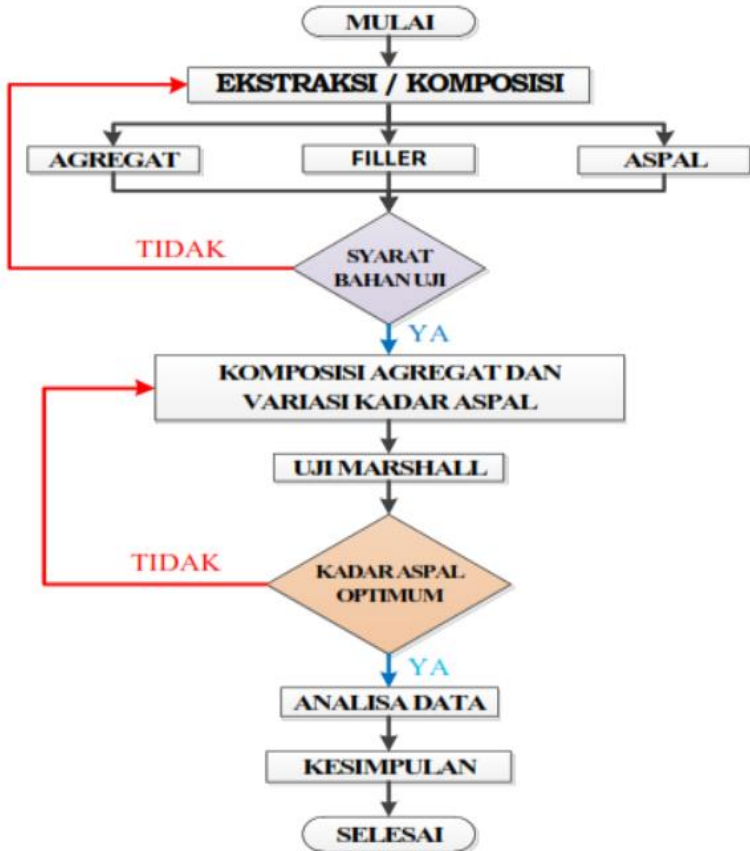 MULAI
EKSTRAKSI / KOMPOSISI
AGREGAT
FILLER
ASPAL
TIDAK
SYARAT
BAHAN UJI
YA
KOMPOSISI AGREGAT DAN
VARIASI KADAR ASPAL
UJI MARSHALL
TIDAK
KADAR ASPAL
OPTIMUM
YA
ANALISA DATA
KESIMPULAN
SELESAI